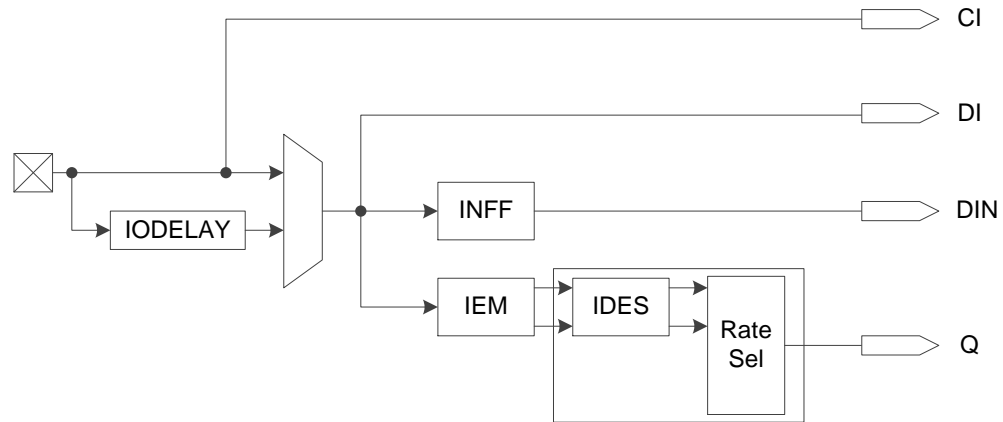 CI
DI
INFF
DIN
IODELAY
IEM
IDES
Rate
Sel
Q